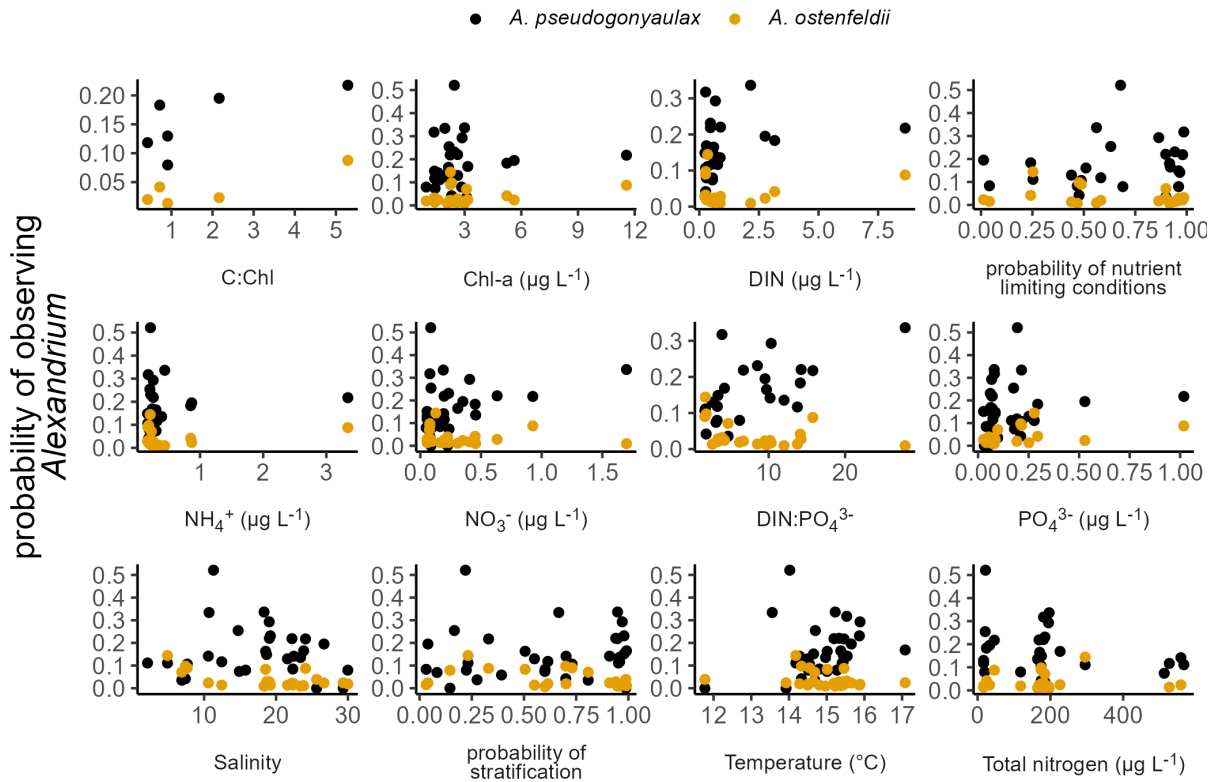 A. pseudogonyaulax A. ostenfeldii
probability of observing
Alexandrium
0.20
0.15
0.10
0.05
1 2 3 4 5
C:Chl
0.5
0.4
0.3
0.2
0.1
0.0
3 6 9 12
Chl-a (µg L⁻¹)
0.3
0.2
0.1
0.0
0.0 2.5 5.0 7.5
DIN (µg L⁻¹)
0.5
0.4
0.3
0.2
0.1
0.0
0.00 0.25 0.50 0.75 1.00
probability of nutrient
limiting conditions
0.5
0.4
0.3
0.2
0.1
0.0
0 1 2 3
NH₄⁺ (µg L⁻¹)
0.5
0.4
0.3
0.2
0.1
0.0
0.0 0.5 1.0 1.5
NO₃⁻ (µg L⁻¹)
0.3
0.2
0.1
0.0
10 20
DIN:PO₄³⁻
0.5
0.4
0.3
0.2
0.1
0.0
0.00 0.25 0.50 0.75 1.00
PO₄³⁻ (µg L⁻¹)
0.5
0.4
0.3
0.2
0.1
0.0
10 20 30
Salinity
0.5
0.4
0.3
0.2
0.1
0.0
0.00 0.25 0.50 0.75 1.00
probability of
stratification
0.5
0.4
0.3
0.2
0.1
0.0
12 13 14 15 16 17
Temperature (°C)
0.5
0.4
0.3
0.2
0.1
0.0
0 200 400
Total nitrogen (µg L⁻¹)